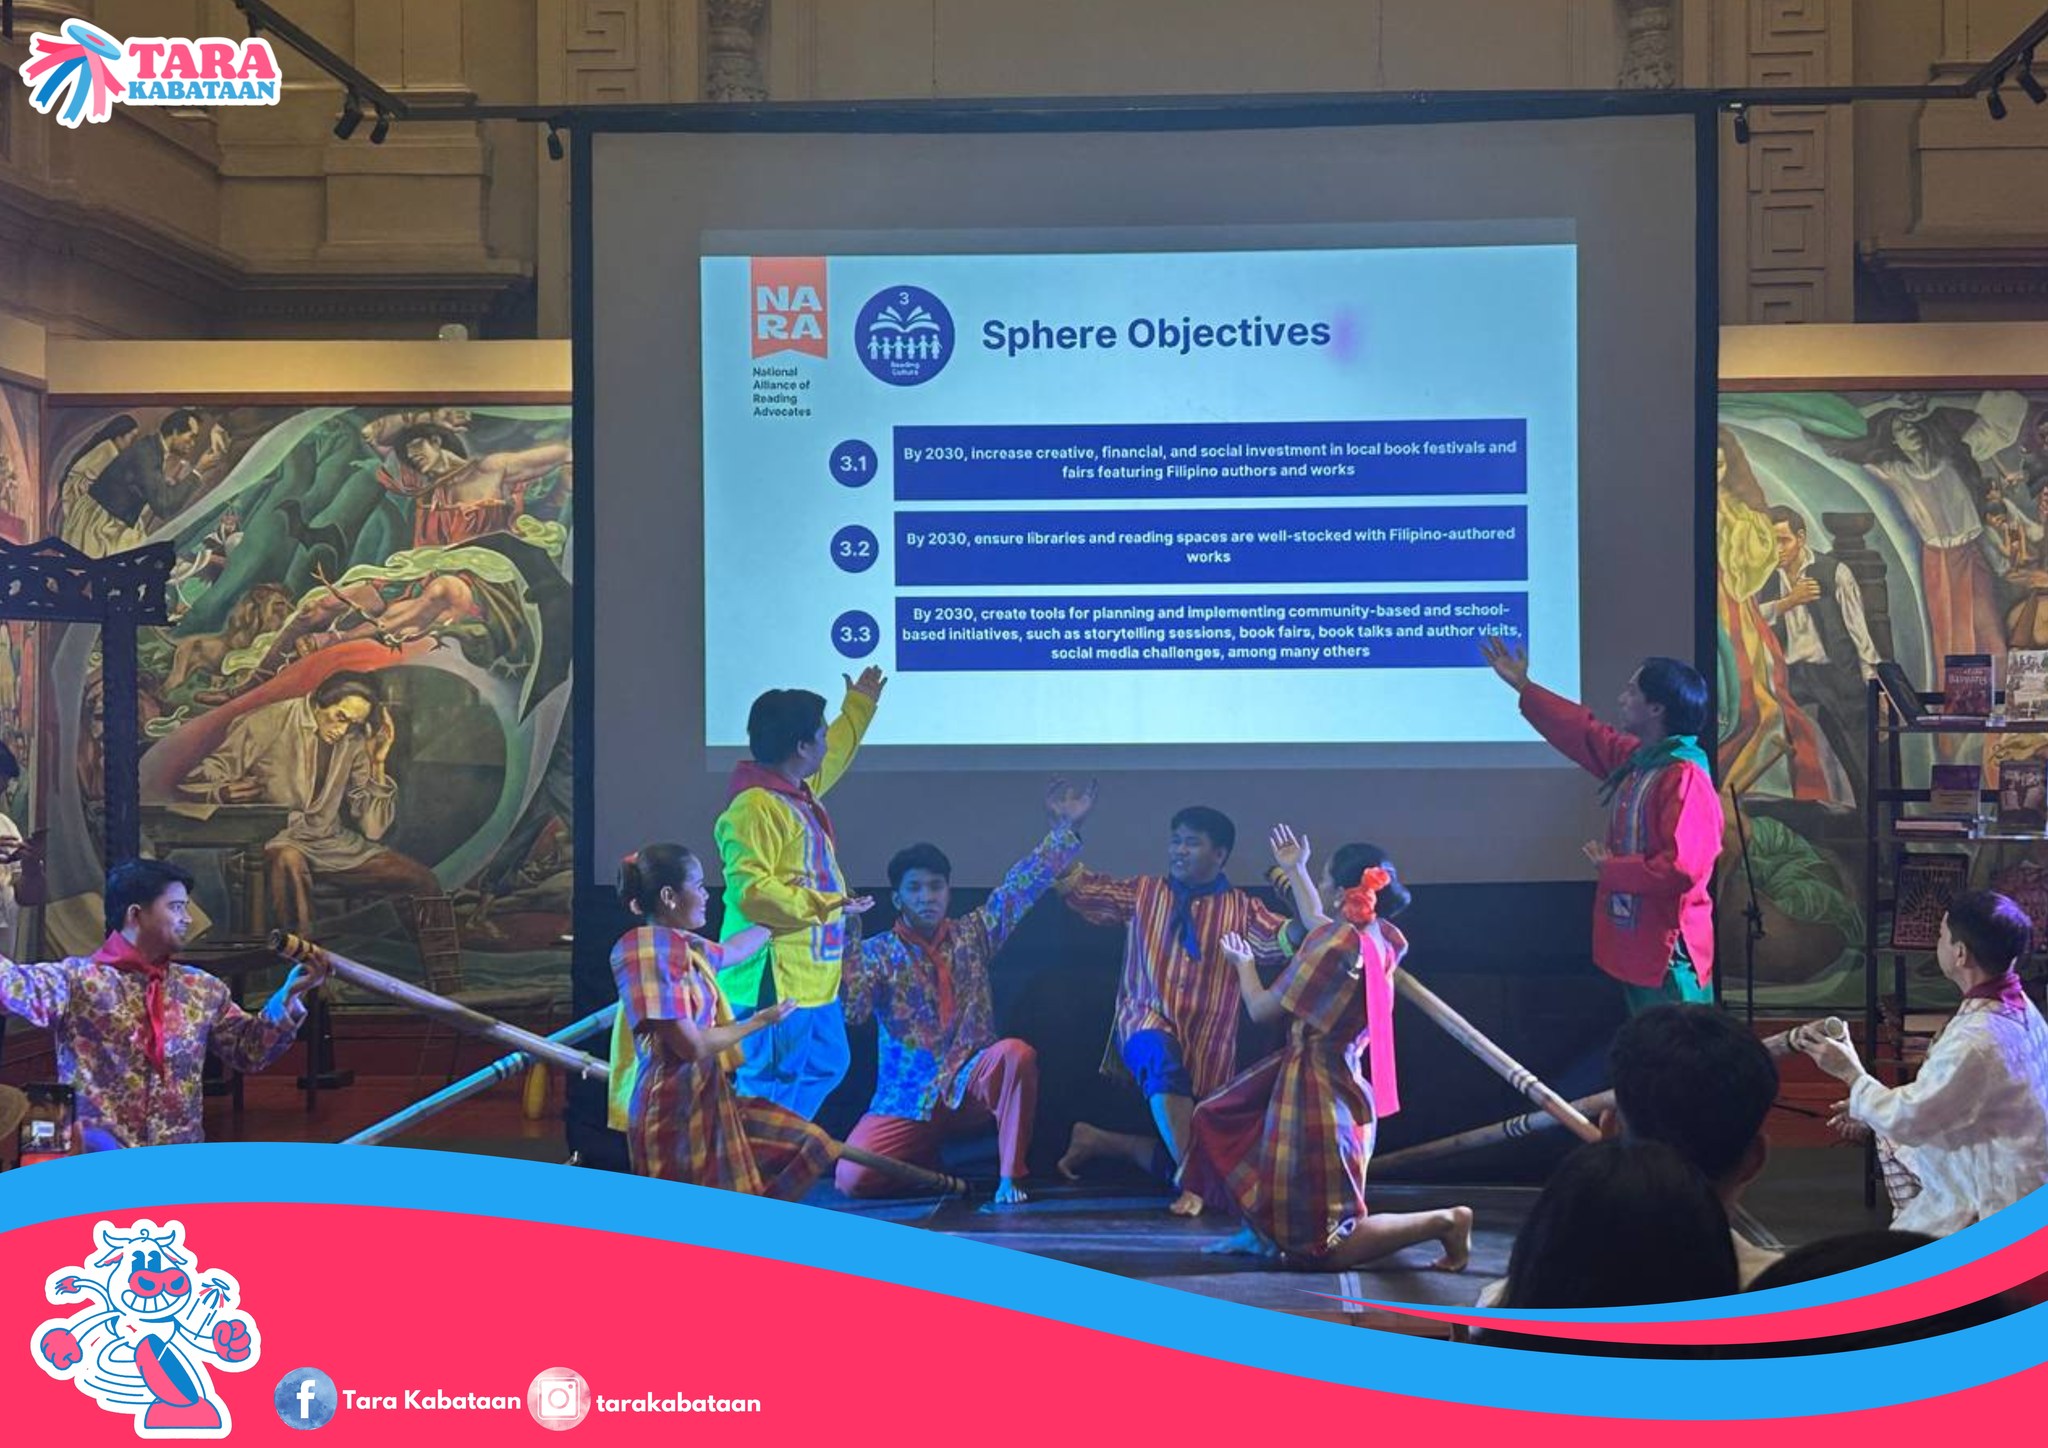 TARA
KABATAAN
NA
RA
National
Alliance of
Reading
Advocates
3
Reading
Culture
Sphere Objectives
3.1
By 2030, increase creative, financial, and social investment in local book festivals and
fairs featuring Filipino authors and works
3.2
By 2030, ensure libraries and reading spaces are well-stocked with Filipino-authored
works
3.3
By 2030, create tools for planning and implementing community-based and school-
based initiatives, such as storytelling sessions, book fairs, book talks and author visits,
social media challenges, among many others
f
Tara Kabataan
tarakabataan